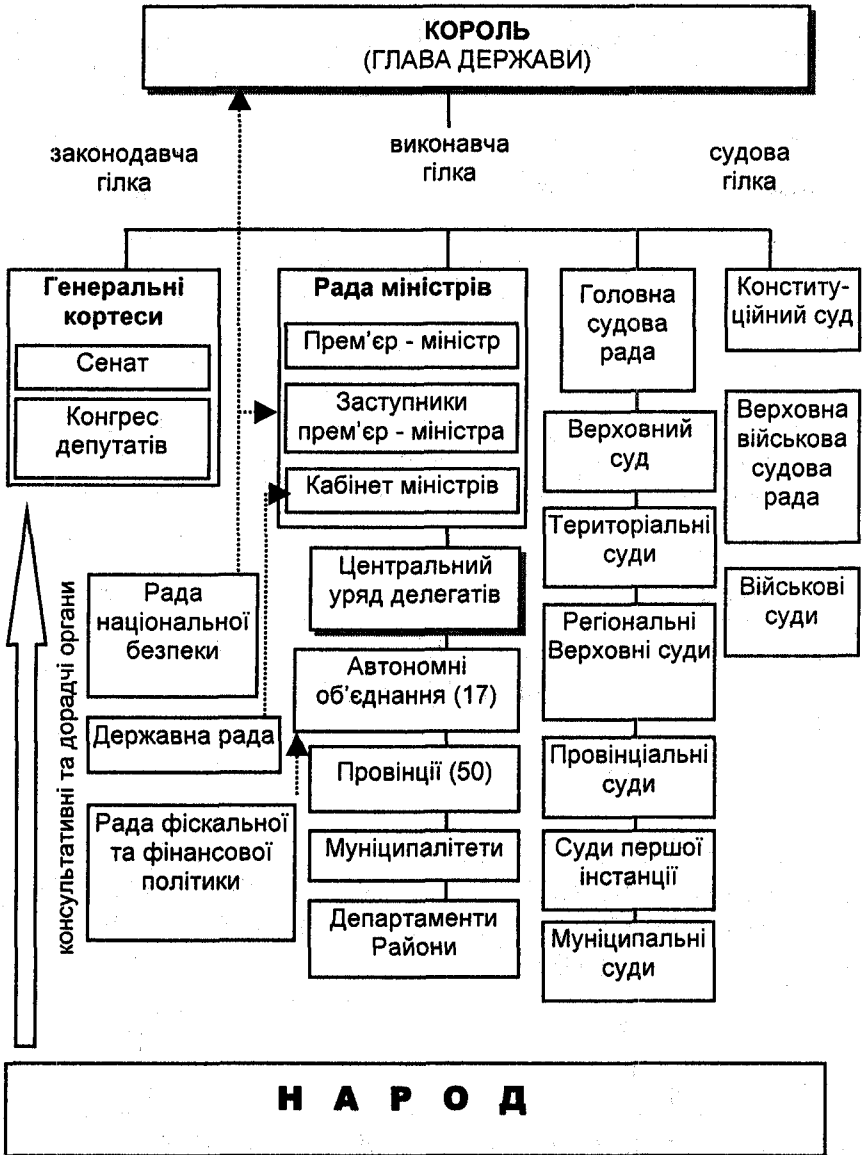 КОРОЛЬ
(ГЛАВА ДЕРЖАВИ)
законодавча
гілка
виконавча
гілка
судова
гілка
Генеральні
кортеси
Сенат
Конгрес
депутатів
Рада міністрів
Прем'єр - міністр
Заступники
прем'єр - міністра
Кабінет міністрів
Центральний
уряд делегатів
Автономні
об'єднання (17)
Провінції (50)
Муніципалітети
Департаменти
Райони
Головна
судова
рада
Верховний
суд
Територіальні
суди
Регіональні
Верховні суди
Провінціальні
суди
Суди першої
інстанції
Муніципальні
суди
Конститу-
ційний суд
Верховна
військова
судова
рада
Військові
суди
консультативні та дорадчі органи
Рада
національної
безпеки
Державна рада
Рада фіскальної
та фінансової
політики
НАРОД